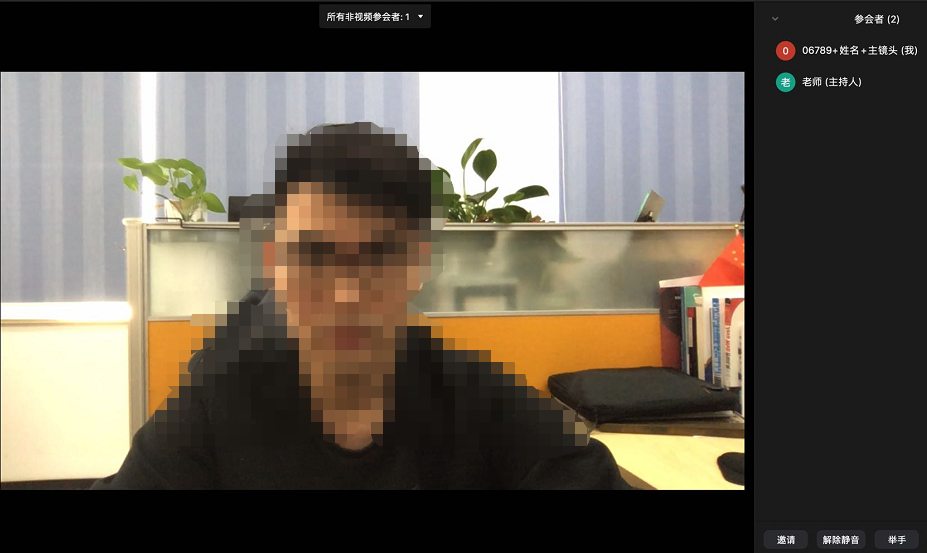 所有非视频参会者: 1
参会者 (2)
0 06789+姓名+主镜头 (我)
老 老师 (主持人)
邀请 解除静音 举手